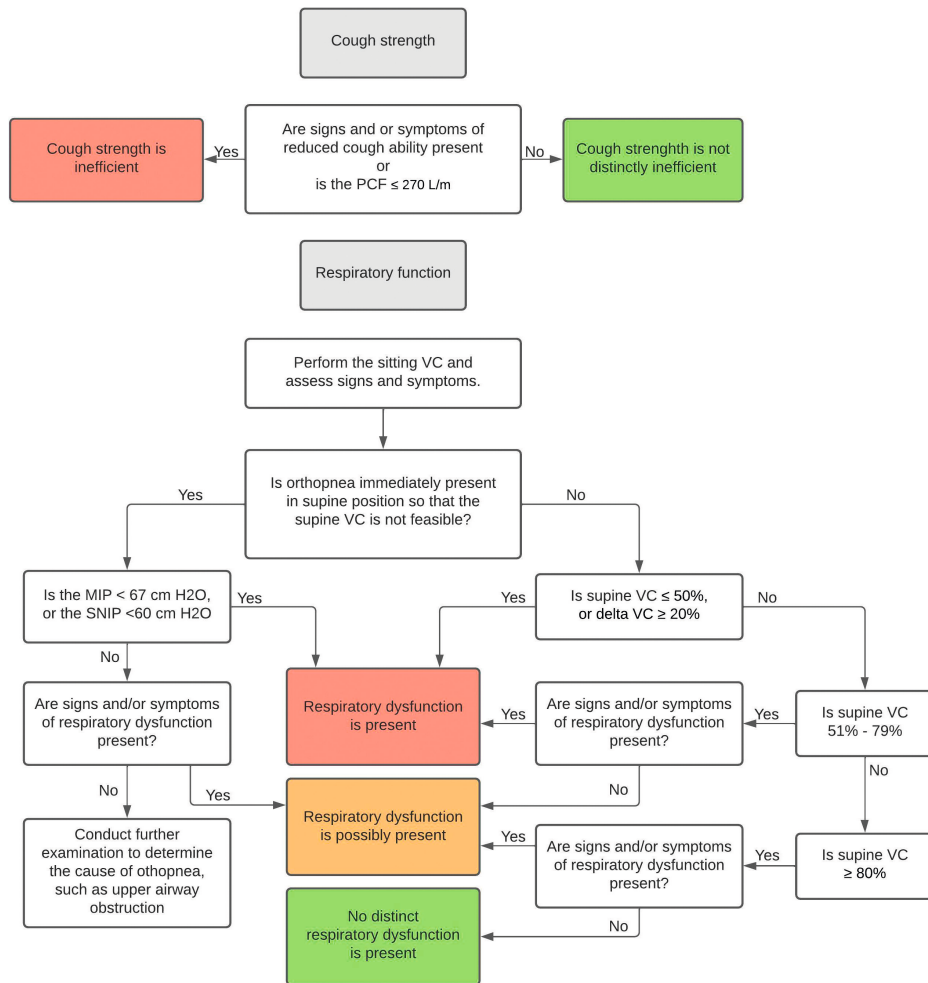 Cough strength
Are signs and or symptoms of
reduced cough ability present
or
is the PCF ≤ 270 L/m
Yes
Cough strength is
inefficient
No
Cough strenghth is not
distinctly inefficient
Respiratory function
Perform the sitting VC and
assess signs and symptoms.
Is orthopnea immediately present
in supine position so that the
supine VC is not feasible?
Yes
No
Is the MIP < 67 cm H2O,
or the SNIP <60 cm H2O
Yes
No
Is supine VC ≤ 50%,
or delta VC ≥ 20%
Yes
No
Are signs and/or symptoms
of respiratory dysfunction
present?
Respiratory dysfunction
is present
Yes
Are signs and/or symptoms
of respiratory dysfunction
present?
Yes
Is supine VC
51% - 79%
No
Yes
No
No
Conduct further
examination to determine
the cause of othopnea,
such as upper airway
obstruction
Respiratory dysfunction
is possibly present
Yes
Are signs and/or symptoms
of respiratory dysfunction
present?
Yes
Is supine VC
≥ 80%
No
No distinct
respiratory dysfunction
is present